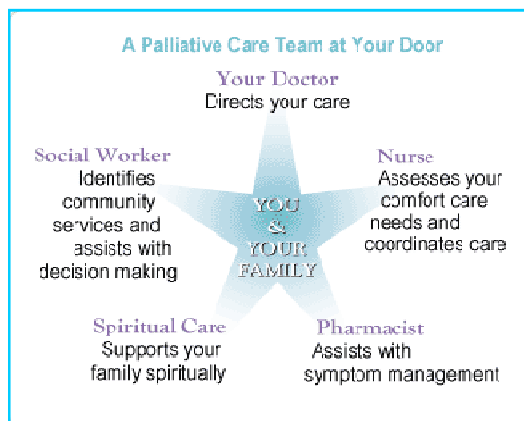 A Palliative Care Team at Your Door
Your Doctor
Directs your care
Social Worker
Identifies
community
services and
assists with
decision making
Nurse
Assesses your
comfort care
needs and
coordinates care
YOU
&
YOUR
FAMILY
Spiritual Care
Supports your
family spiritually
Pharmacist
Assists with
symptom management